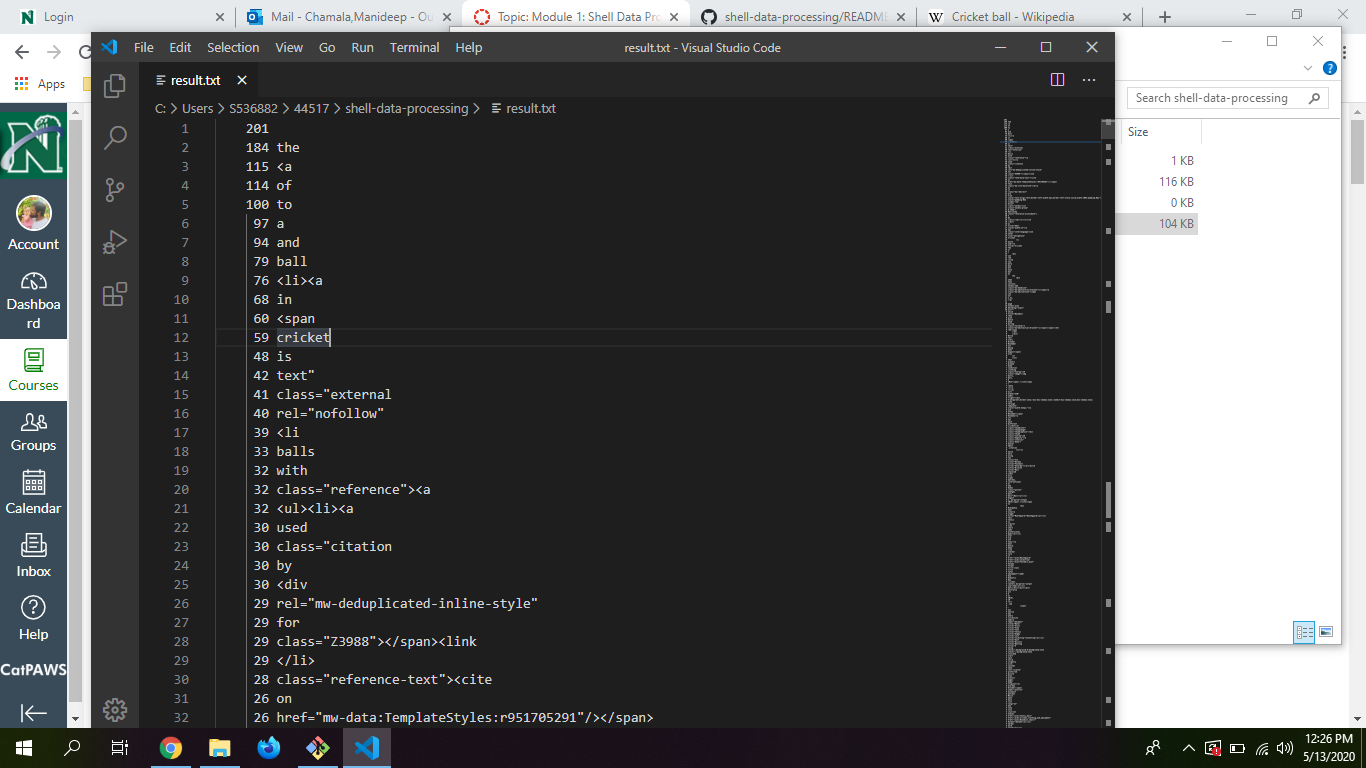 Login
Mail - Chamala,Manideep - Ou
Topic: Module 1: Shell Data Pro
shell-data-processing/README
Cricket ball - Wikipedia
Apps
File Edit Selection View Go Run Terminal Help
result.txt - Visual Studio Code
result.txt
C: > Users > S536882 > 44517 > shell-data-processing > result.txt
Search shell-data-processing
Size
1 KB
116 KB
0 KB
104 KB
1 201
2 184 the
3 115 <a
4 114 of
5 100 to
6 97 a
7 94 and
8 79 ball
9 76 <li><a
10 68 in
11 60 <span
12 59 cricket
13 48 is
14 42 text"
15 41 class="external
16 40 rel="nofollow"
17 39 <li
18 33 balls
19 32 with
20 32 class="reference"><a
21 32 <ul><li><a
22 30 used
23 30 class="citation
24 30 by
25 30 <div
26 29 rel="mw-deduplicated-inline-style"
27 29 for
28 29 class="Z3988"></span><link
29 29 </li>
30 28 class="reference-text"><cite
31 26 on
32 26 href="mw-data:TemplateStyles:r951705291"/></span>
N
Account
Dashboa
rd
Courses
Groups
Calendar
Inbox
Help
CatPAWS
12:26 PM
5/13/2020